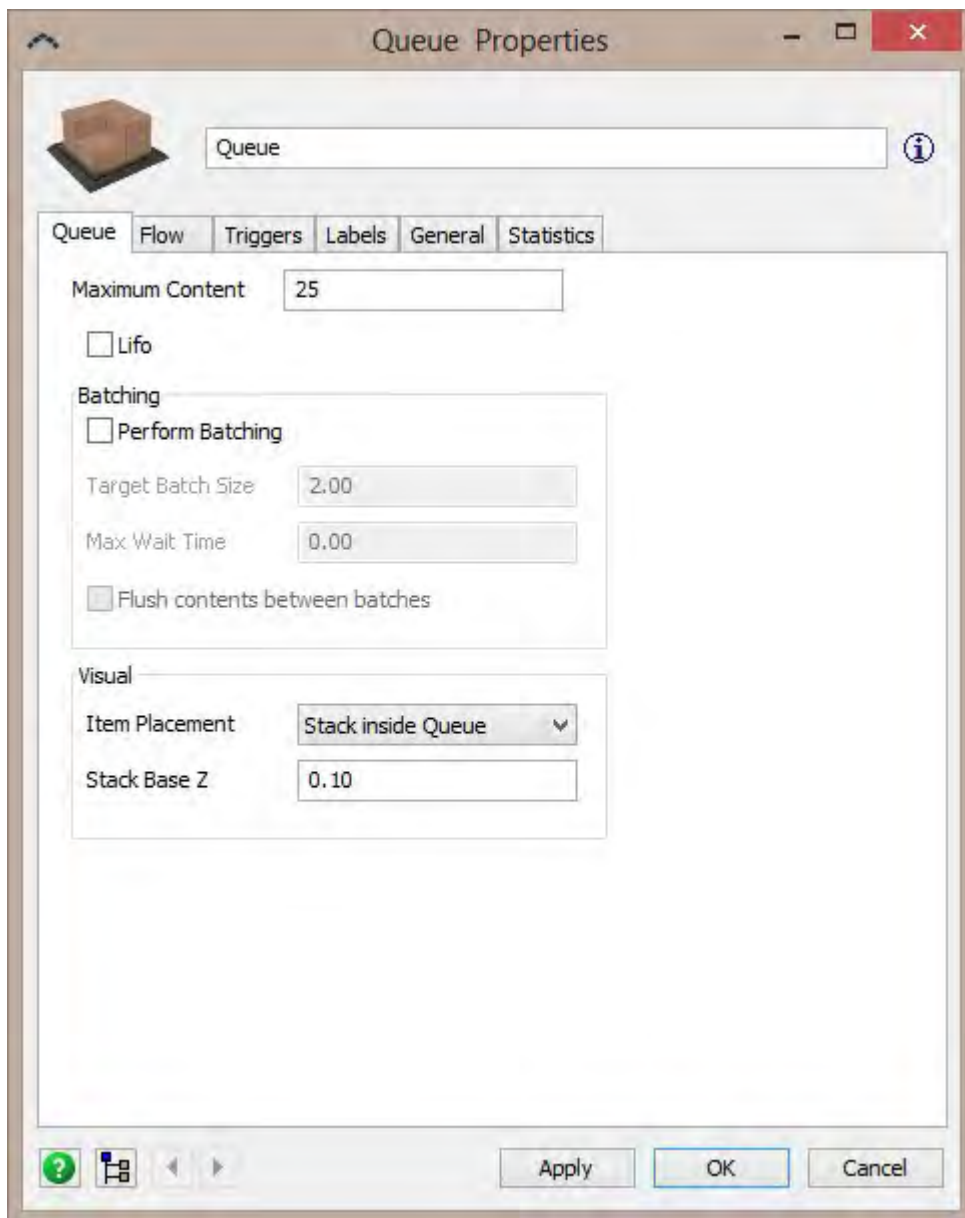 Queue Properties
Queue
Queue Flow Triggers Labels General Statistics
Maximum Content 25
Lifo
Batching
Perform Batching
Target Batch Size 2.00
Max Wait Time 0.00
Flush contents between batches
Visual
Item Placement Stack inside Queue
Stack Base Z 0.10
Apply OK Cancel